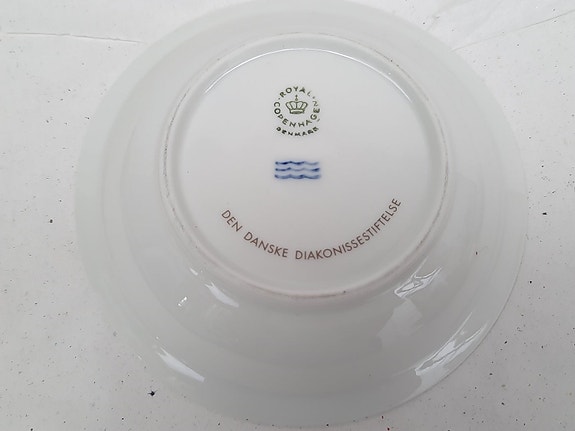 ROYAL
COPENHAGEN
DENMARK
DEN DANSKE DIAKONISSESTIFTELSE